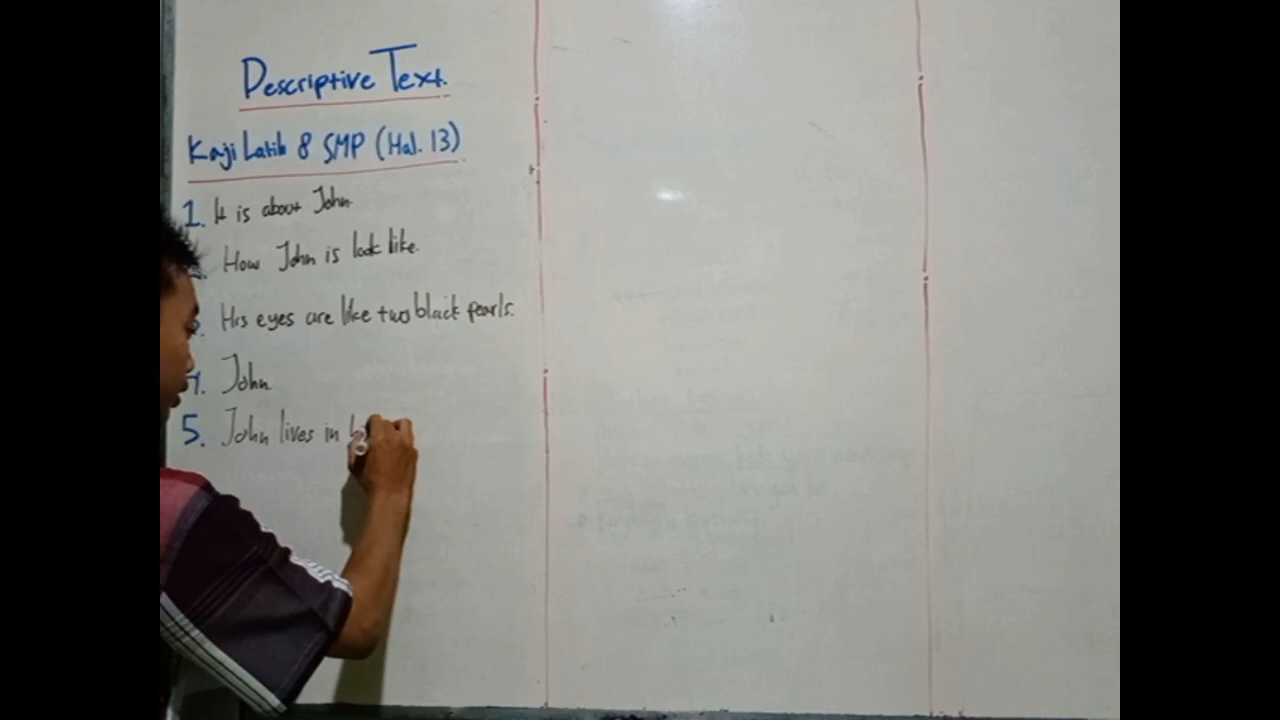 Descriptive Text.
Kaji Latih 8 SMP (Hal. 13)
1. It is about John.
How John is look like.
His eyes are like two black pearls.
4. John.
5. John lives in